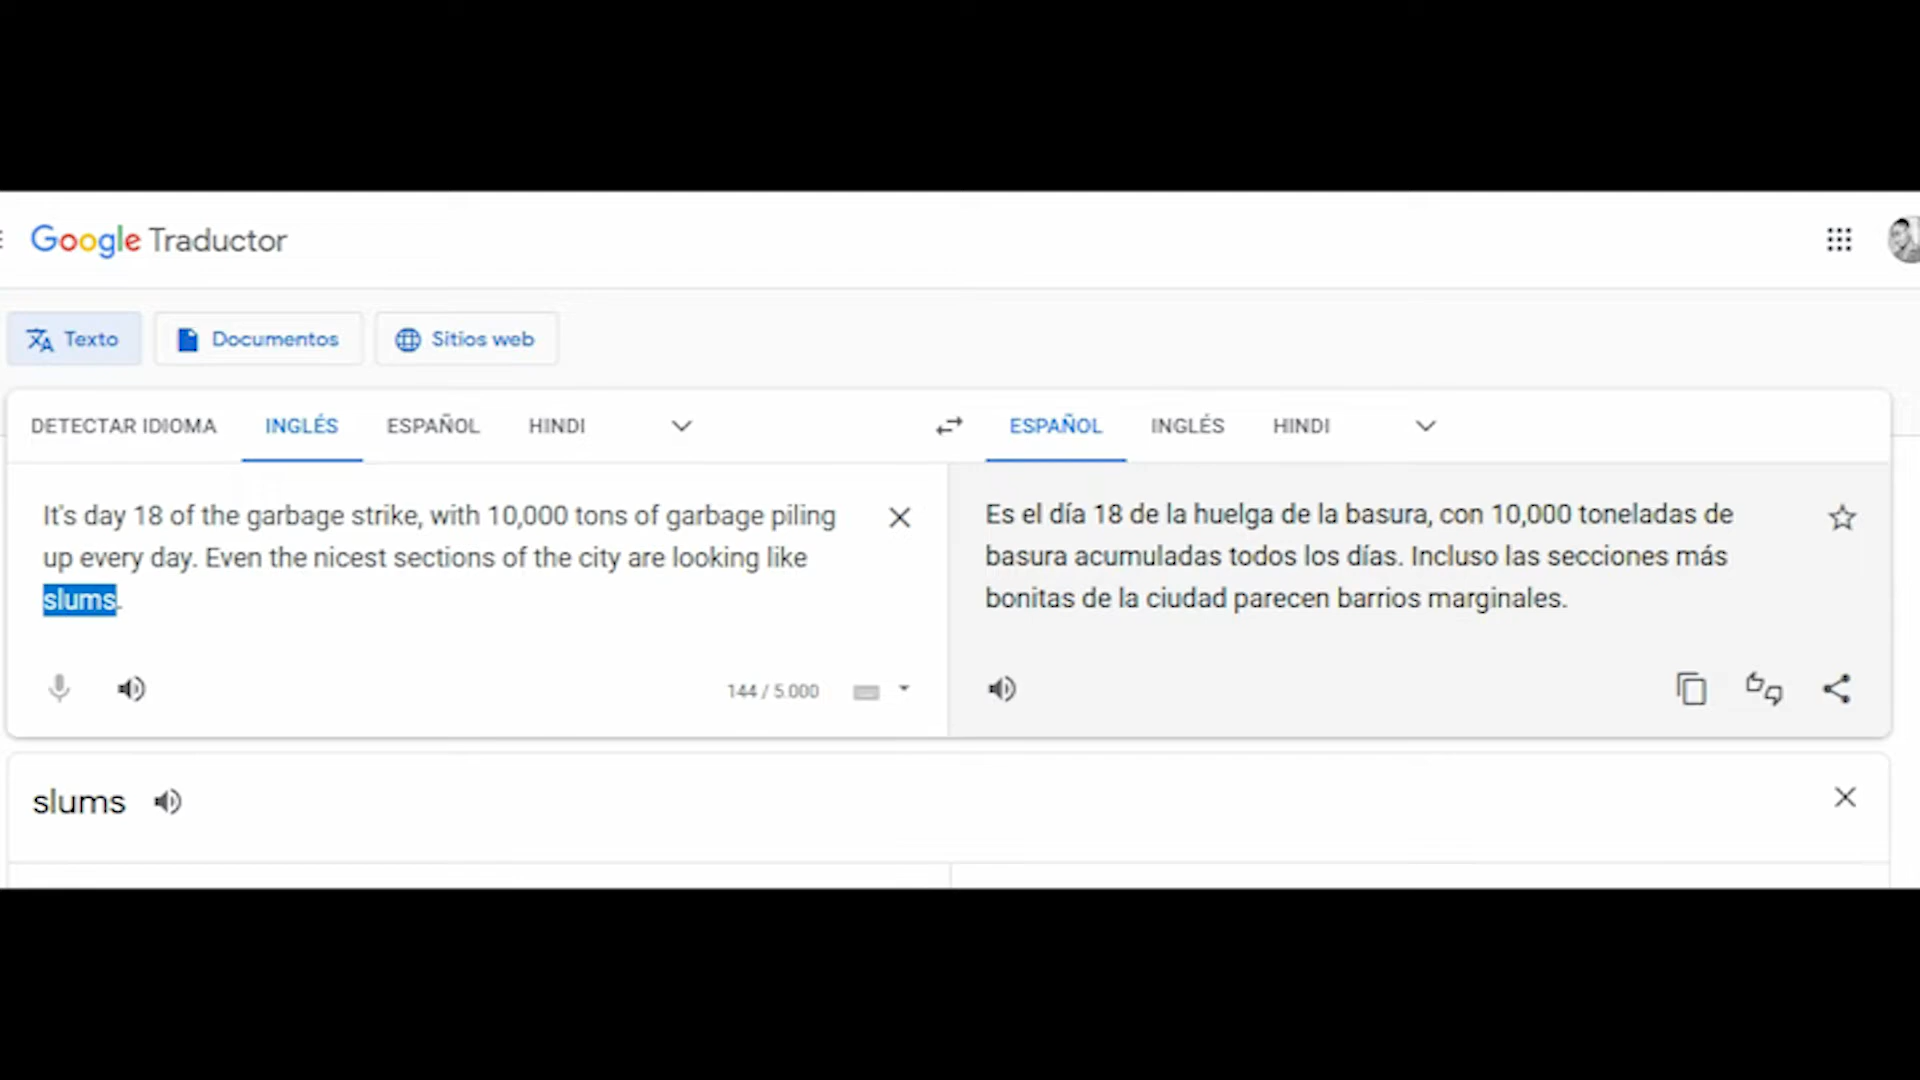 Google Traductor
Texto
Documentos
Sitios web
DETECTAR IDIOMA
INGLÉS
ESPAÑOL
HINDI
ESPAÑOL
INGLÉS
HINDI
It's day 18 of the garbage strike, with 10,000 tons of garbage piling
up every day. Even the nicest sections of the city are looking like
slums.
144 / 5.000
Es el día 18 de la huelga de la basura, con 10,000 toneladas de
basura acumuladas todos los días. Incluso las secciones más
bonitas de la ciudad parecen barrios marginales.
slums